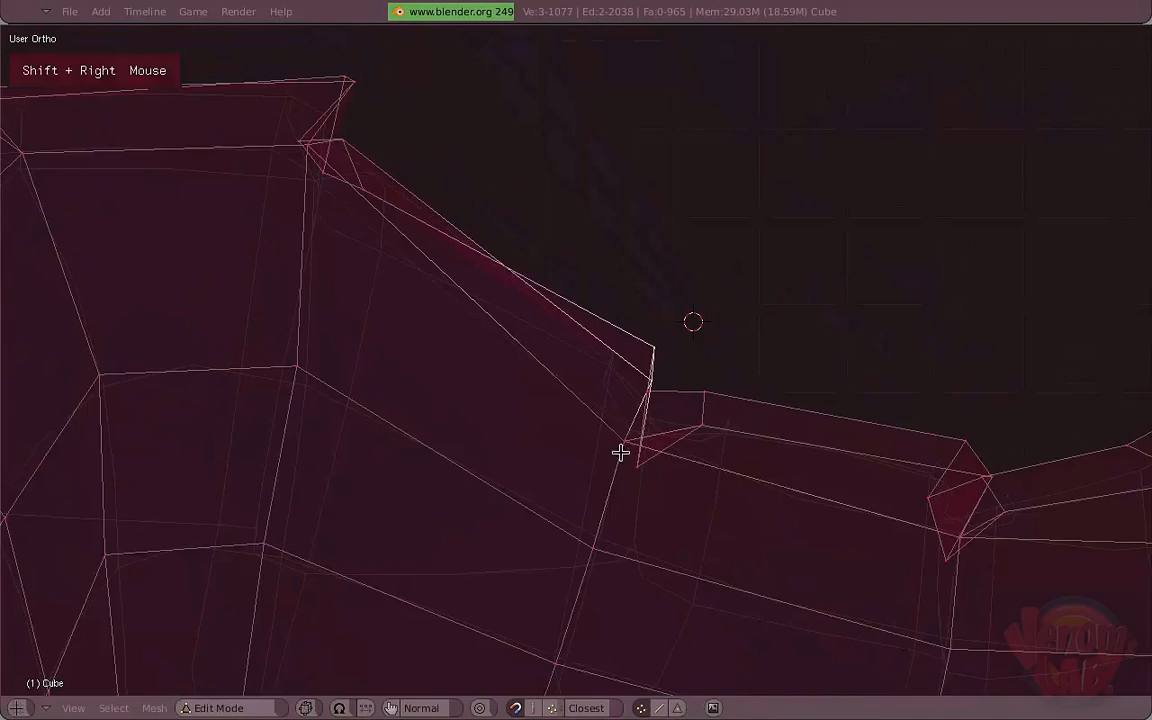 File Add Timeline Game Render Help www.blender.org 249 Ve:3-1077 | Ed:2-2038 | Fa:0-965 | Mem:29.03M (18.59M) Cube
User Ortho
Shift + Right Mouse
Venom LAB
(1) Cube
View Select Mesh Edit Mode Normal Closest